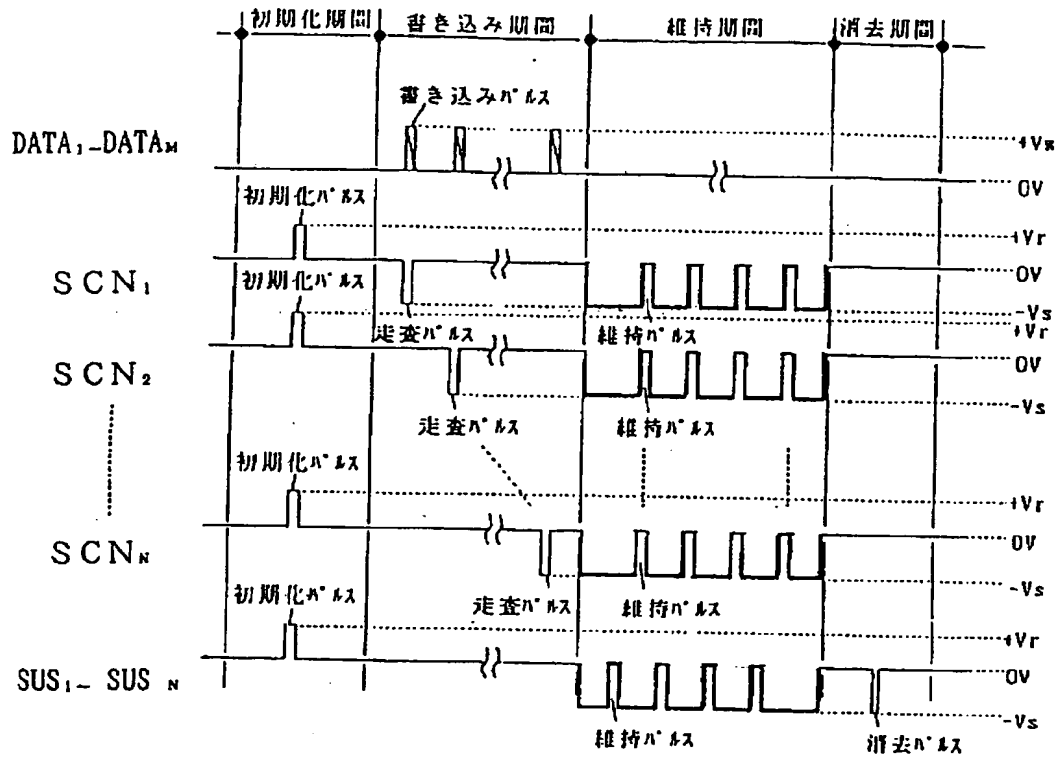 初期化期間 書き込み期間 維持期間 消去期間
書き込みパルス
DATA₁–DATAM +Vx
0V
初期化パルス
+Vr
SCN₁ 0V
初期化パルス
-Vs
走査パルス 維持パルス +Vr
SCN₂ 0V
-Vs
走査パルス 維持パルス
初期化パルス
+Vr
SCNN 0V
-Vs
初期化パルス 走査パルス 維持パルス
+Vr
SUS₁– SUS N 0V
-Vs
維持パルス 消去パルス